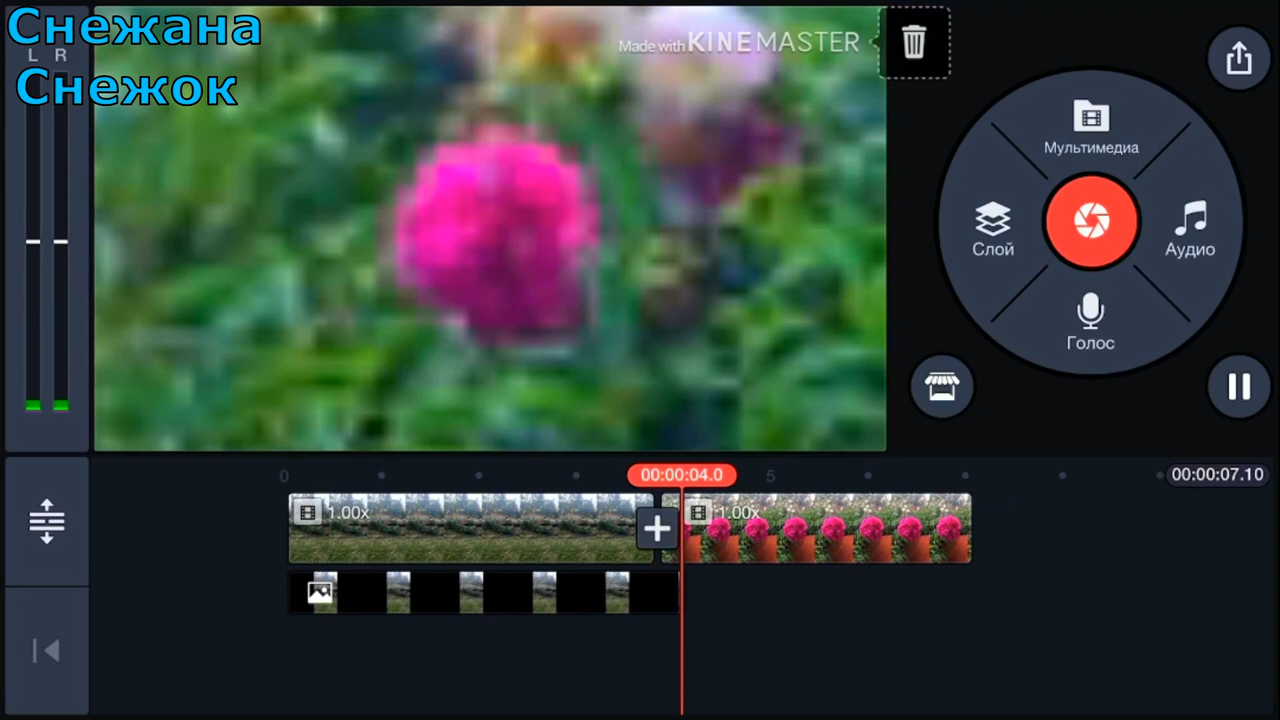 Снежана
L R
Снежок
Made with KINEMASTER
Мультимедиа
Слой
Аудио
Голос
0
00:00:04.0
5
00:00:07.10
1.00x
1.00x